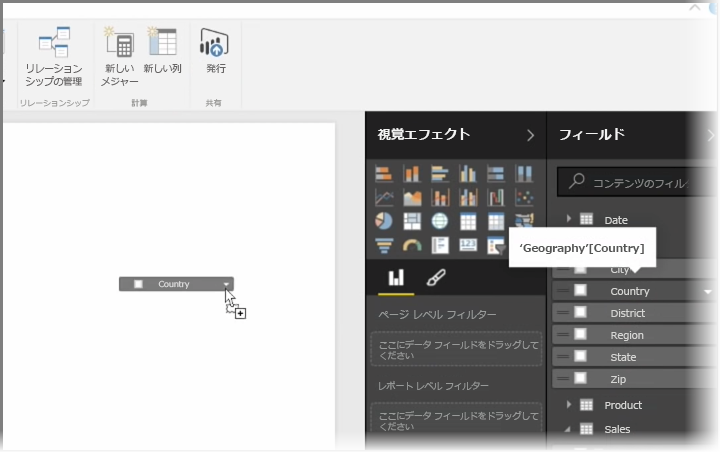 リレーション
シップの管理
新しい
メジャー
新しい列
発行
リレーションシップ
計算
共有
視覚エフェクト
フィールド
コンテンツのフィル
Date
'Geography'[Country]
City
Country
Country
District
Region
State
Zip
Product
Sales
123
ページ レベル フィルター
ここにデータ フィールドをドラッグして
ください
レポート レベル フィルター
ここにデータ フィールドをドラッグして
ください